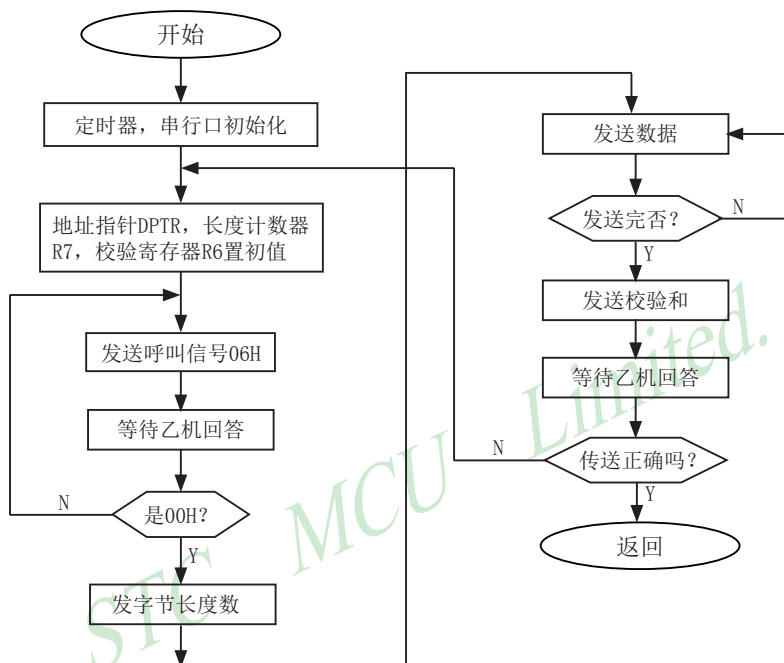 开始
定时器，串行口初始化
地址指针DPTR，长度计数器
R7，校验寄存器R6置初值
发送呼叫信号06H
等待乙机回答
是00H？
N
Y
发字节长度数
发送数据
发送完否？
N
Y
发送校验和
等待乙机回答
传送正确吗？
N
Y
返回
STC MCU Limited.